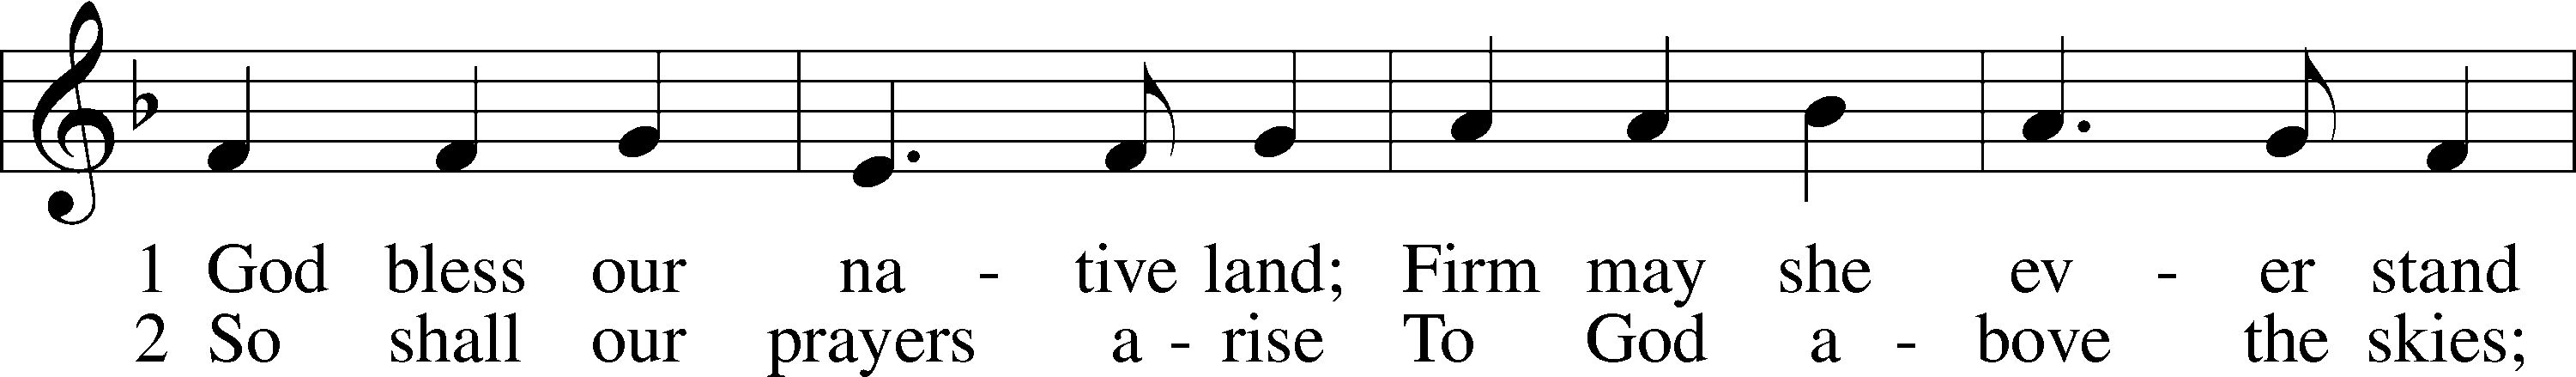 1 God bless our na - tive land; Firm may she ev - er stand
2 So shall our prayers a - rise To God a - bove the skies;